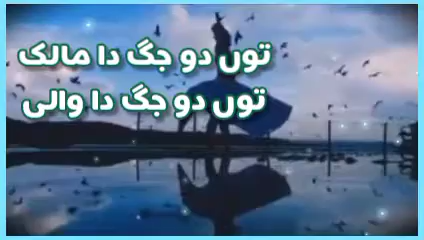 توں دو جگ دا مالک
توں دو جگ دا والی